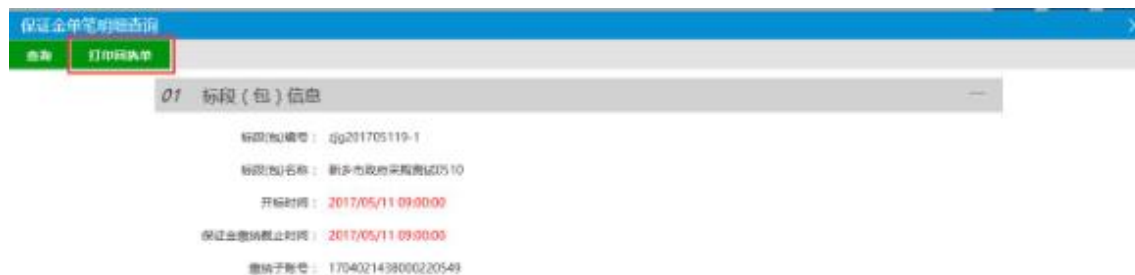 保证金单笔明细查询
查询 打印回执单
01 标段（包）信息
标段(包)编号： zjg201705119-1
标段(包)名称： 新乡市政府采购测试0510
开标时间： 2017/05/11 09:00:00
保证金缴纳截止时间： 2017/05/11 09:00:00
缴纳子账号： 1704021438000220549